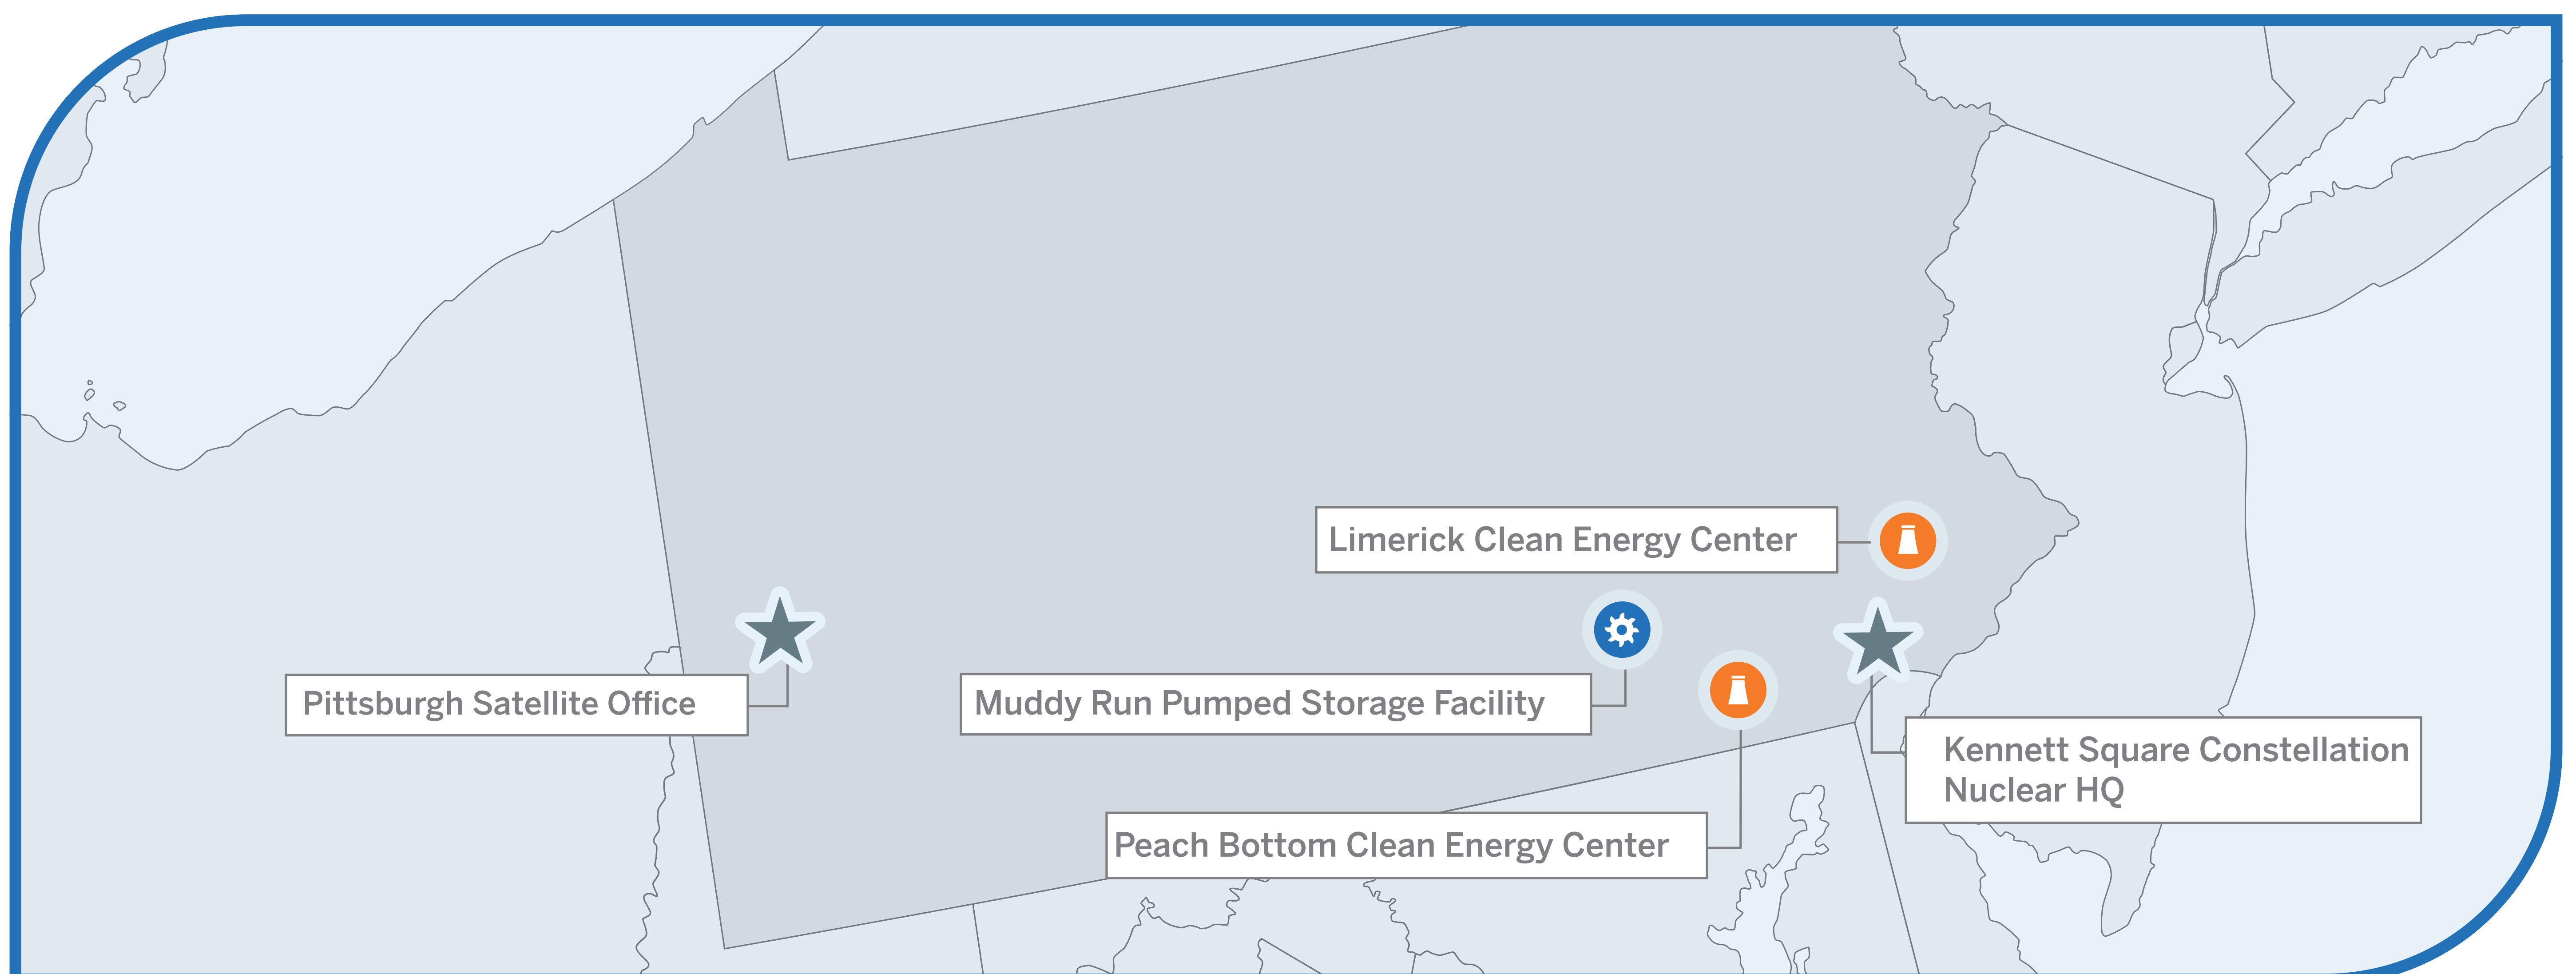 Limerick Clean Energy Center
Pittsburgh Satellite Office
Muddy Run Pumped Storage Facility
Kennett Square Constellation
Nuclear HQ
Peach Bottom Clean Energy Center